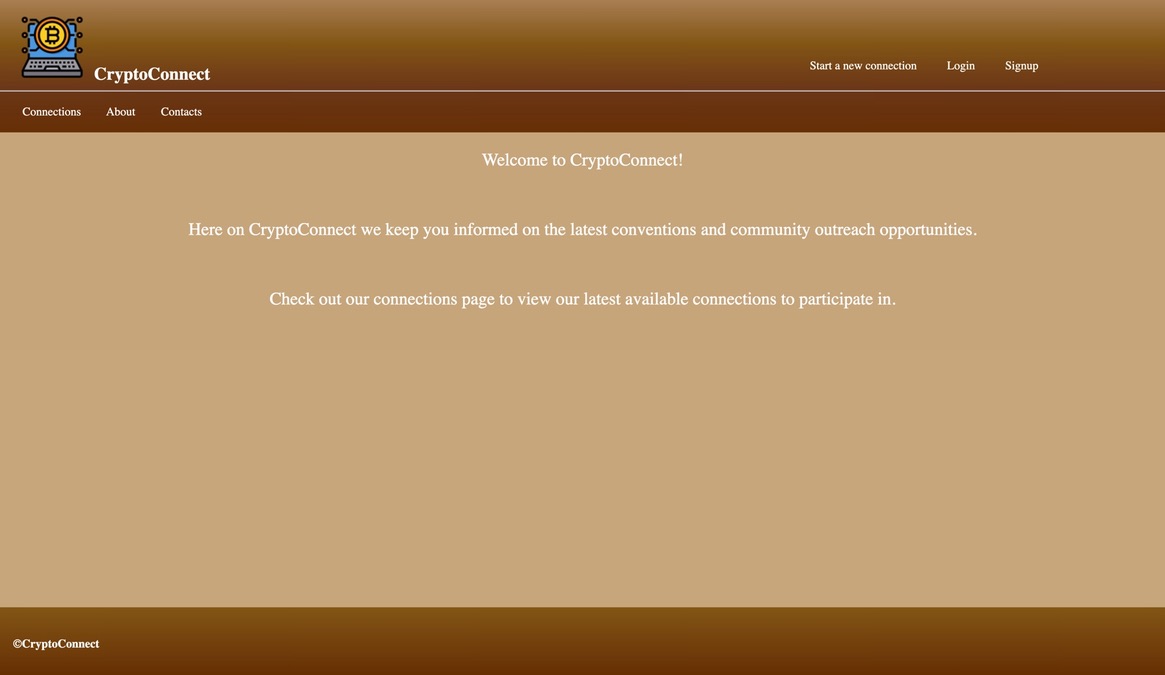 CryptoConnect
Start a new connection Login Signup
Connections About Contacts
Welcome to CryptoConnect!
Here on CryptoConnect we keep you informed on the latest conventions and community outreach opportunities.
Check out our connections page to view our latest available connections to participate in.
©CryptoConnect